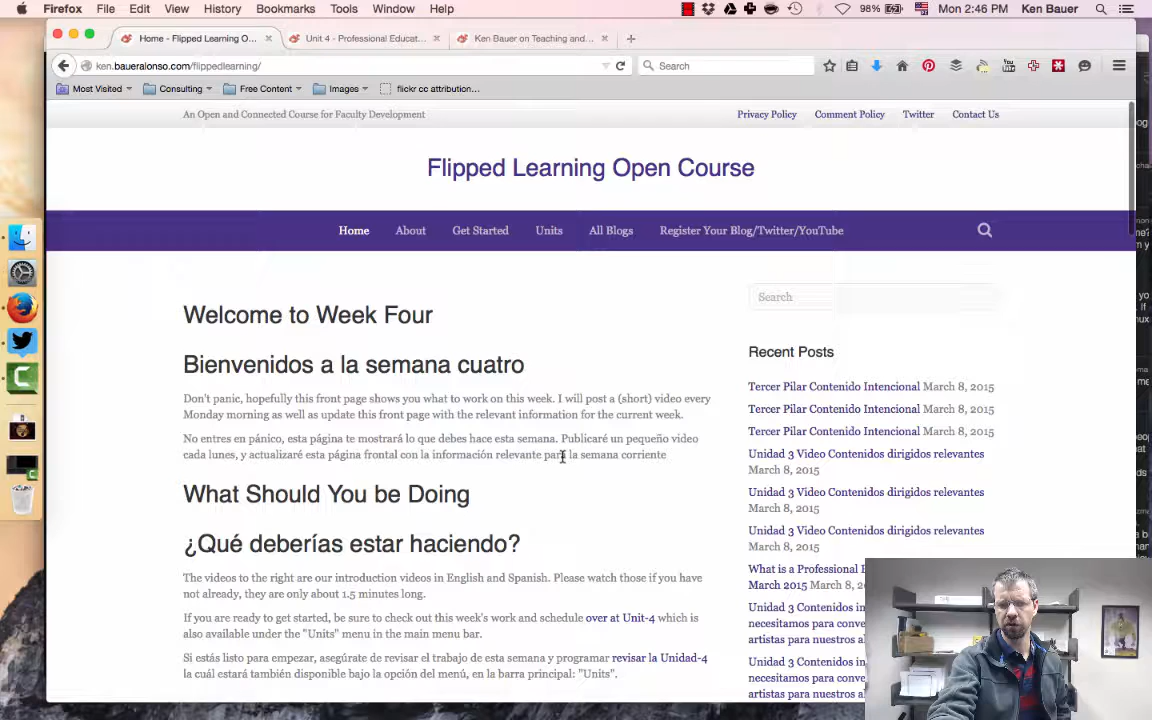 Firefox File Edit View History Bookmarks Tools Window Help 98% Mon 2:46 PM Ken Bauer
Home - Flipped Learning O... Unit 4 - Professional Educat... Ken Bauer on Teaching and...
ken.baueralonso.com/flippedlearning/ Search
Most Visited Consulting Free Content Images flickr cc attribution...
An Open and Connected Course for Faculty Development Privacy Policy Comment Policy Twitter Contact Us
Flipped Learning Open Course
Home About Get Started Units All Blogs Register Your Blog/Twitter/YouTube
Welcome to Week Four
Bienvenidos a la semana cuatro
Don't panic, hopefully this front page shows you what to work on this week. I will post a (short) video every
Monday morning as well as update this front page with the relevant information for the current week.
No entres en pánico, esta página te mostrará lo que debes hace esta semana. Publicaré un pequeño video
cada lunes, y actualizaré esta página frontal con la información relevante para la semana corriente
What Should You be Doing
¿Qué deberías estar haciendo?
The videos to the right are our introduction videos in English and Spanish. Please watch those if you have
not already, they are only about 1.5 minutes long.
If you are ready to get started, be sure to check out this week's work and schedule over at Unit-4 which is
also available under the "Units" menu in the main menu bar.
Si estás listo para empezar, asegúrate de revisar el trabajo de esta semana y programar revisar la Unidad-4
la cuál estará también disponible bajo la opción del menú, en la barra principal: "Units".
Search
Recent Posts
Tercer Pilar Contenido Intencional March 8, 2015
Tercer Pilar Contenido Intencional March 8, 2015
Tercer Pilar Contenido Intencional March 8, 2015
Unidad 3 Video Contenidos dirigidos relevantes
March 8, 2015
Unidad 3 Video Contenidos dirigidos relevantes
March 8, 2015
Unidad 3 Video Contenidos dirigidos relevantes
March 8, 2015
What is a Professional
March 2015 March 8, 20
Unidad 3 Contenidos in
necesitamos para conve
artistas para nuestros al
Unidad 3 Contenidos in
necesitamos para conve
artistas para nuestros al